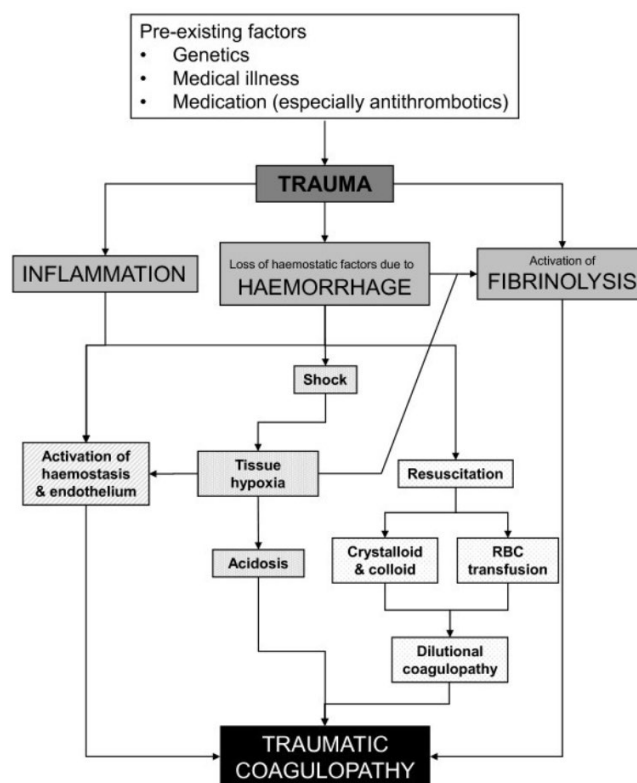 Pre-existing factors
• Genetics
• Medical illness
• Medication (especially antithrombotics)
TRAUMA
INFLAMMATION
Loss of haemostatic factors due to
HAEMORRHAGE
Activation of
FIBRINOLYSIS
Shock
Activation of
haemostasis
& endothelium
Tissue
hypoxia
Resuscitation
Acidosis
Crystalloid
& colloid
RBC
transfusion
Dilutional
coagulopathy
TRAUMATIC
COAGULOPATHY